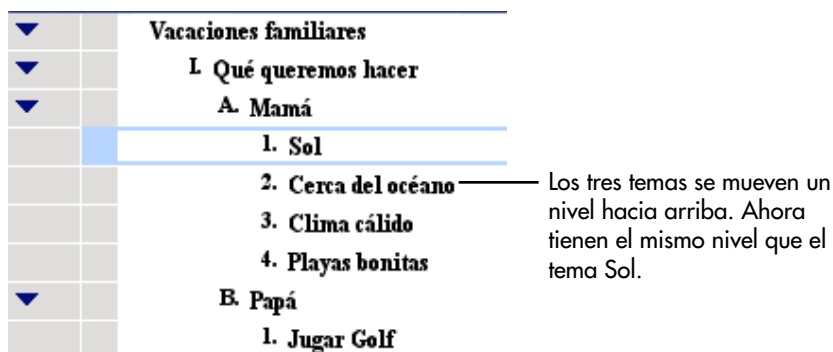 Vacaciones familiares
I. Qué queremos hacer
A. Mamá
1. Sol
2. Cerca del océano
3. Clima cálido
4. Playas bonitas
B. Papá
1. Jugar Golf
Los tres temas se mueven un
nivel hacia arriba. Ahora
tienen el mismo nivel que el
tema Sol.